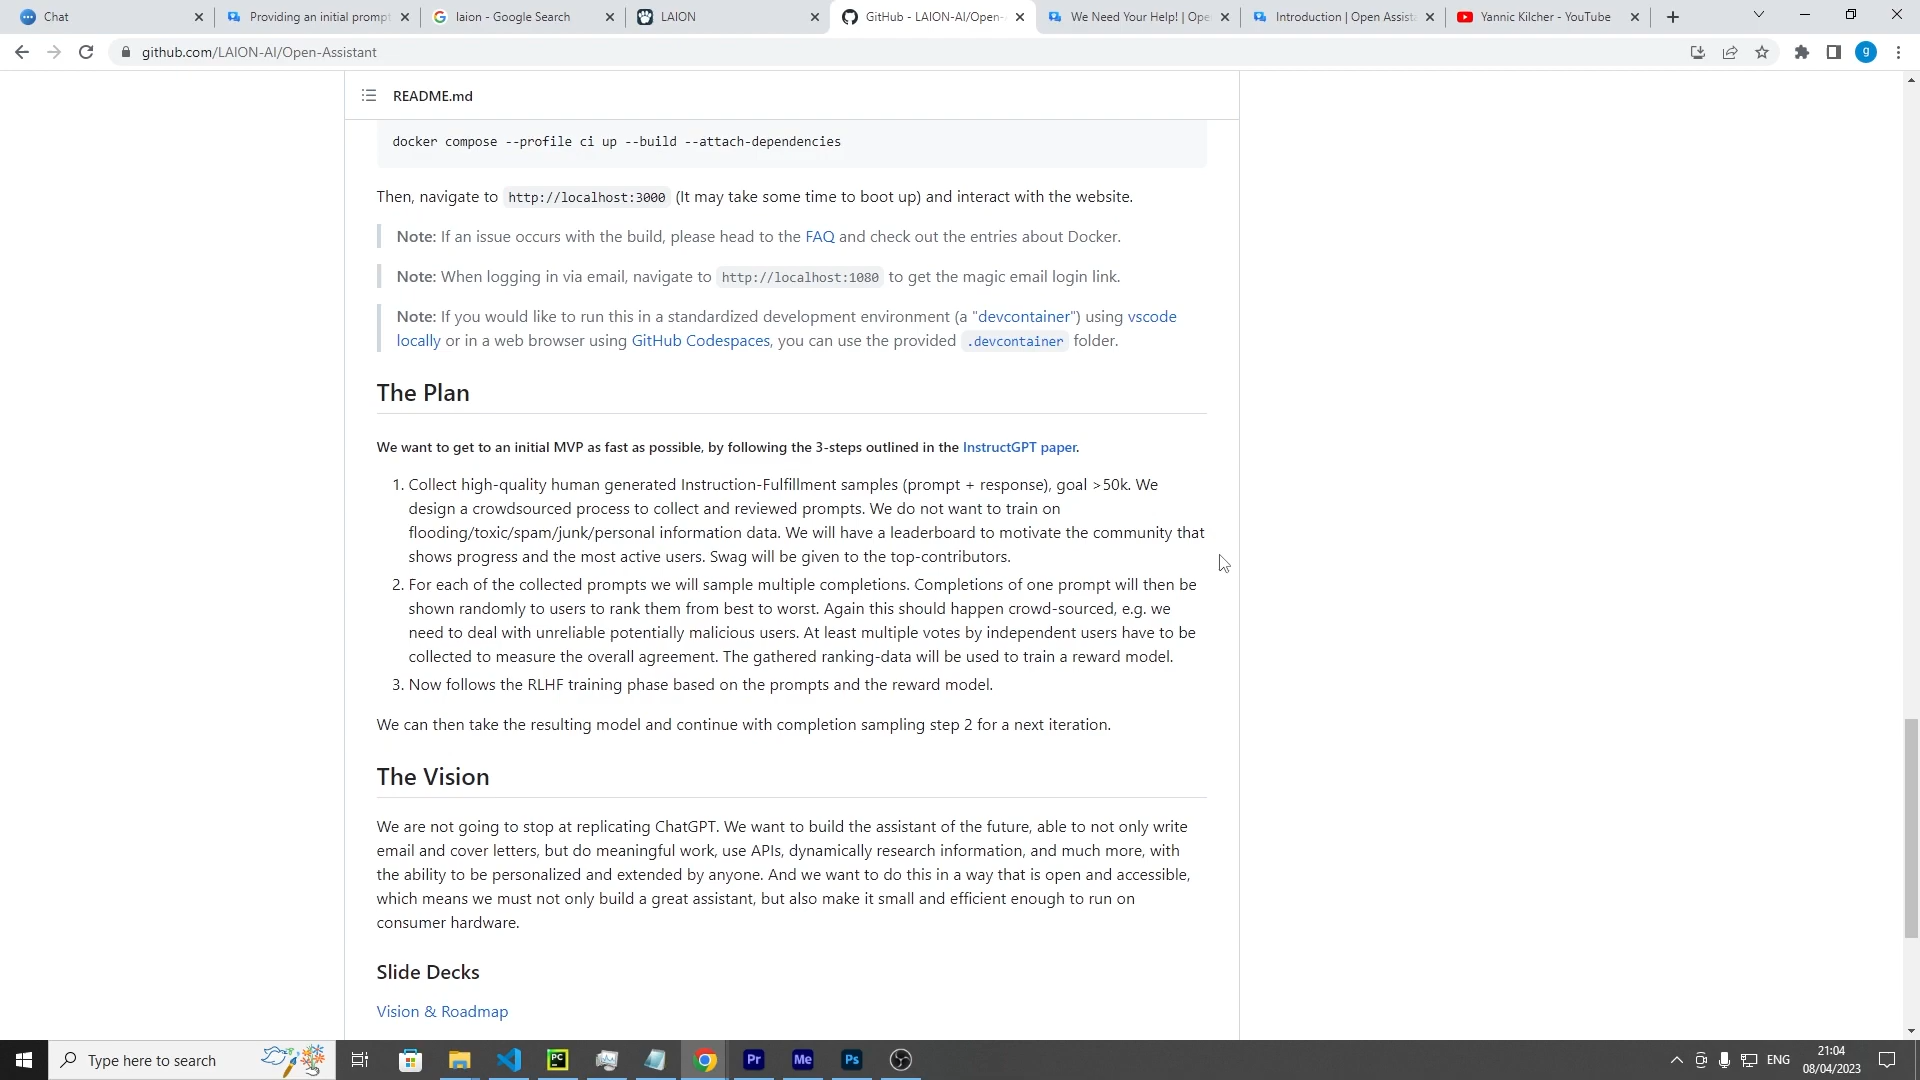 Chat
Providing an initial prompt
laion - Google Search
LAION
GitHub - LAION-AI/Open-
We Need Your Help! | Ope
Introduction | Open Assista
Yannic Kilcher - YouTube
github.com/LAION-AI/Open-Assistant
g
README.md
docker compose --profile ci up --build --attach-dependencies
Then, navigate to http://localhost:3000 (It may take some time to boot up) and interact with the website.
Note: If an issue occurs with the build, please head to the FAQ and check out the entries about Docker.
Note: When logging in via email, navigate to http://localhost:1080 to get the magic email login link.
Note: If you would like to run this in a standardized development environment (a "devcontainer") using vscode
locally or in a web browser using GitHub Codespaces, you can use the provided .devcontainer folder.
The Plan
We want to get to an initial MVP as fast as possible, by following the 3-steps outlined in the InstructGPT paper.
1. Collect high-quality human generated Instruction-Fulfillment samples (prompt + response), goal >50k. We
design a crowdsourced process to collect and reviewed prompts. We do not want to train on
flooding/toxic/spam/junk/personal information data. We will have a leaderboard to motivate the community that
shows progress and the most active users. Swag will be given to the top-contributors.
2. For each of the collected prompts we will sample multiple completions. Completions of one prompt will then be
shown randomly to users to rank them from best to worst. Again this should happen crowd-sourced, e.g. we
need to deal with unreliable potentially malicious users. At least multiple votes by independent users have to be
collected to measure the overall agreement. The gathered ranking-data will be used to train a reward model.
3. Now follows the RLHF training phase based on the prompts and the reward model.
We can then take the resulting model and continue with completion sampling step 2 for a next iteration.
The Vision
We are not going to stop at replicating ChatGPT. We want to build the assistant of the future, able to not only write
email and cover letters, but do meaningful work, use APIs, dynamically research information, and much more, with
the ability to be personalized and extended by anyone. And we want to do this in a way that is open and accessible,
which means we must not only build a great assistant, but also make it small and efficient enough to run on
consumer hardware.
Slide Decks
Vision & Roadmap
Type here to search
PC
Pr
Me
Ps
ENG
21:04
08/04/2023